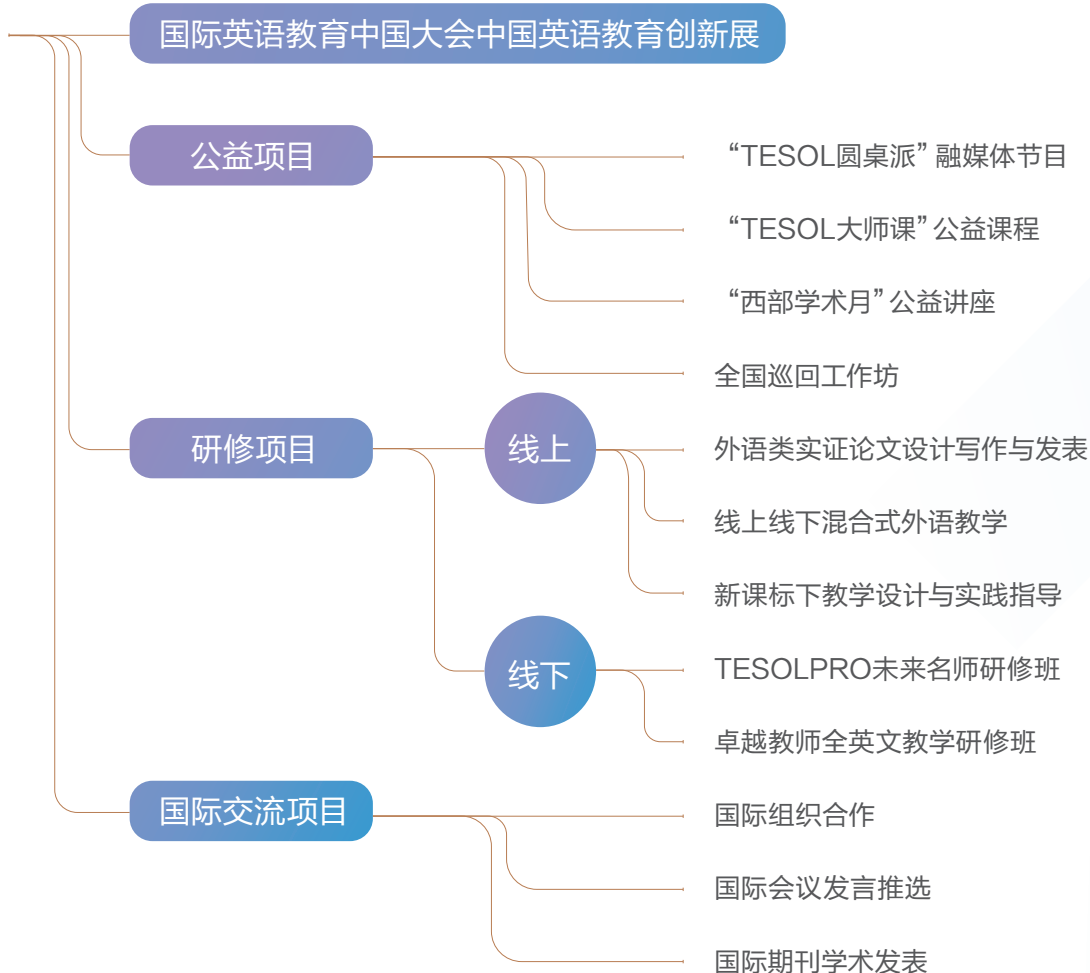 国际英语教育中国大会中国英语教育创新展
公益项目
“TESOL圆桌派”融媒体节目
“TESOL大师课”公益课程
“西部学术月”公益讲座
全国巡回工作坊
研修项目
线上
外语类实证论文设计写作与发表
线上线下混合式外语教学
新课标下教学设计与实践指导
线下
TESOLPRO未来名师研修班
卓越教师全英文教学研修班
国际交流项目
国际组织合作
国际会议发言推选
国际期刊学术发表